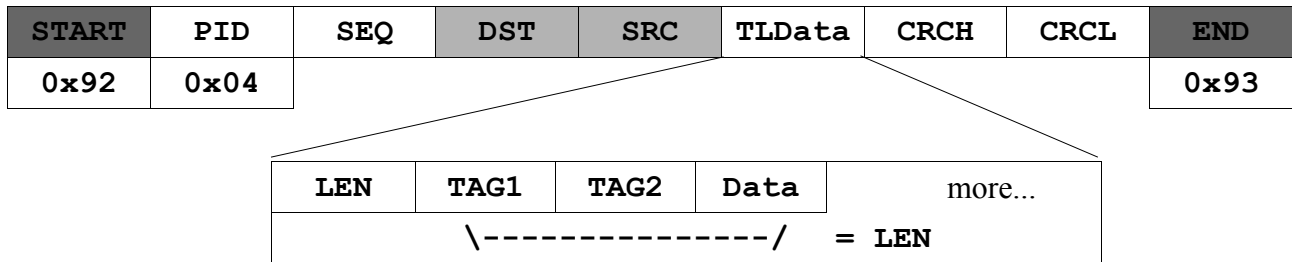 START PID SEQ DST SRC TLData CRCH CRCL END
0x92 0x04 0x93
LEN TAG1 TAG2 Data more...
\----------------/ = LEN